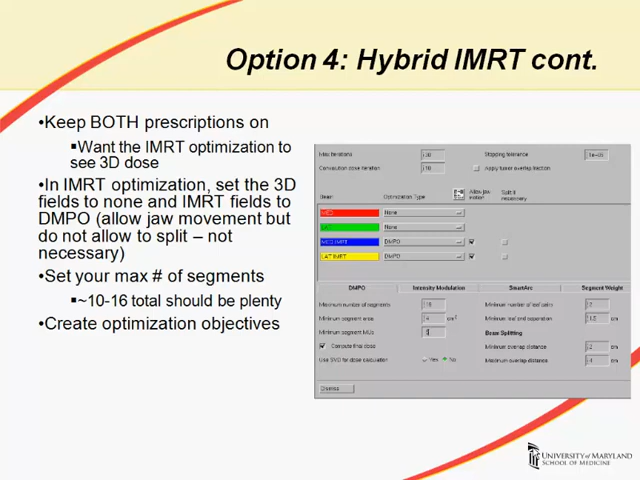 Option 4: Hybrid IMRT cont.
•Keep BOTH prescriptions on
▪Want the IMRT optimization to
see 3D dose
•In IMRT optimization, set the 3D
fields to none and IMRT fields to
DMPO (allow jaw movement but
do not allow to split – not
necessary)
•Set your max # of segments
▪~10-16 total should be plenty
•Create optimization objectives
Max iterations
Stopping tolerance
Convolution dose iteration
Apply tumor overlap fraction
Beam
Optimization Type
Allow jaw
motion
Split if
necessary
MED
None
LAT
None
MED IMRT
DMPO
LAT IMRT
DMPO
DMPO
Intensity Modulation
SmartArc
Segment Weight
Maximum number of segments
Minimum number of leaf pairs
Minimum segment area
cm²
Minimum leaf end separation
cm
Minimum segment MUs
Beam Splitting
Compute final dose
Minimum overlap distance
cm
Use SVD for dose calculation
Yes
No
Maximum overlap distance
cm
Dismiss
UNIVERSITY of MARYLAND
SCHOOL OF MEDICINE